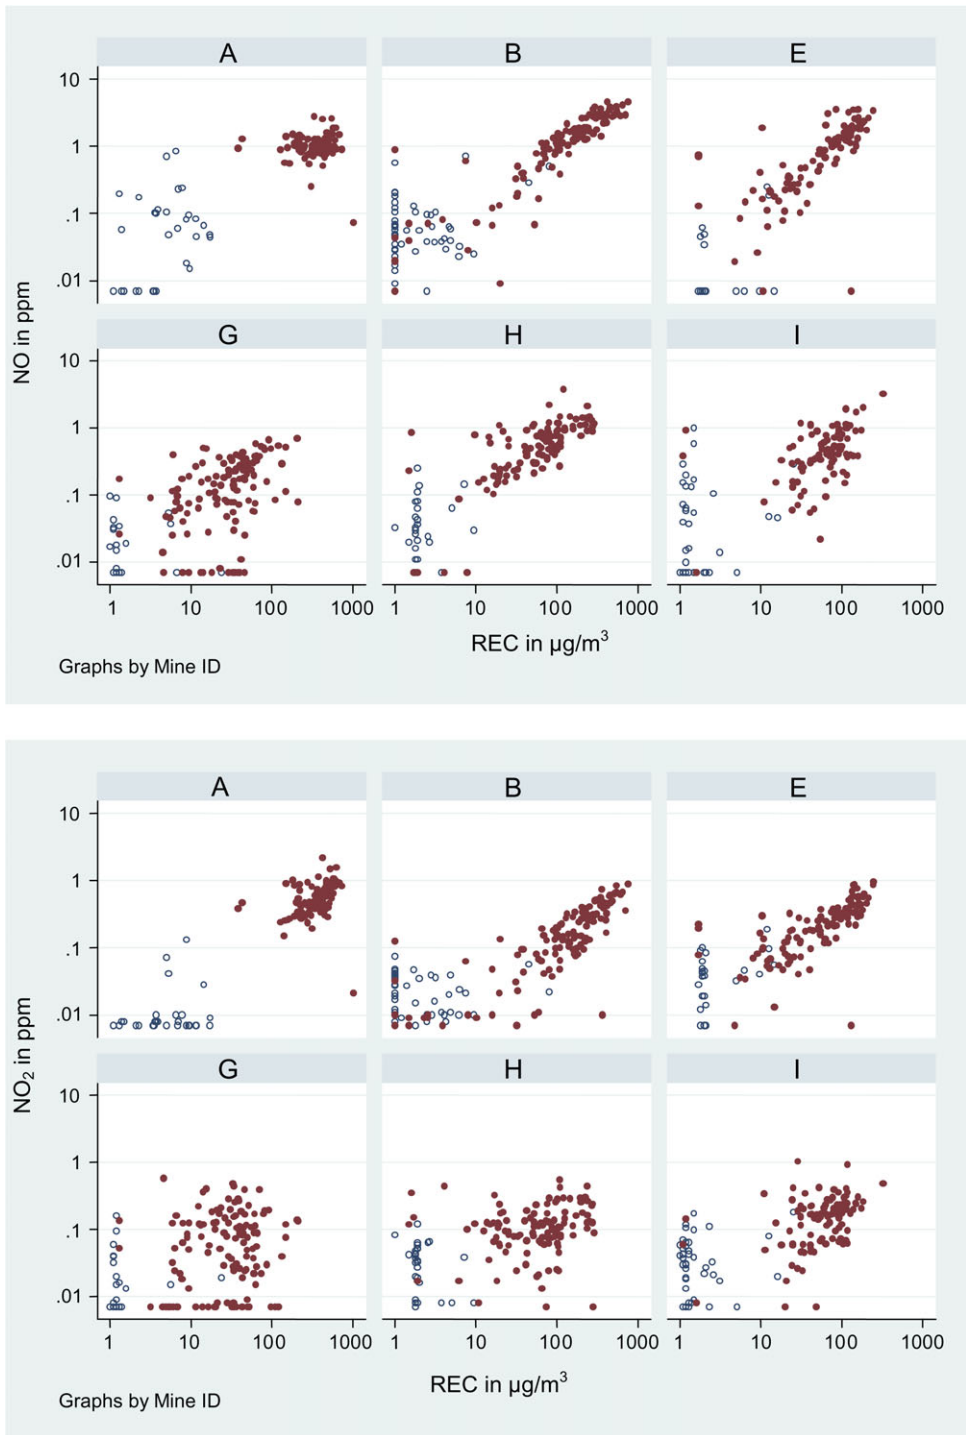 A B E
10
1
.1
.01
G H I
10
1
.1
.01
1 10 100 1000 1 10 100 1000 1 10 100 1000
NO in ppm
REC in µg/m³
Graphs by Mine ID
A B E
10
1
.1
.01
G H I
10
1
.1
.01
1 10 100 1000 1 10 100 1000 1 10 100 1000
NO₂ in ppm
REC in µg/m³
Graphs by Mine ID